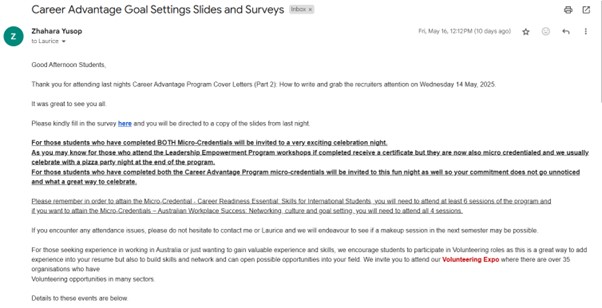 Career Advantage Goal Settings Slides and Surveys Inbox x
Z
Zhahara Yusop
Fri, May 16, 12:12 PM (10 days ago)
to Laurice
Good Afternoon Students,
Thank you for attending last nights Career Advantage Program Cover Letters (Part 2): How to write and grab the recruiters attention on Wednesday 14 May, 2025.
It was great to see you all.
Please kindly fill in the survey here and you will be directed to a copy of the slides from last night.
For those students who have completed BOTH Micro-Credentials will be invited to a very exciting celebration night.
As you may know for those who attend the Leadership Empowerment Program workshops if completed receive a certificate but they are now also micro credentialed and we usually
celebrate with a pizza party night at the end of the program.
For those students who have completed both the Career Advantage Program micro-credentials will be invited to this fun night as well so your commitment does not go unnoticed
and what a great way to celebrate.
Please remember in order to attain the Micro-Credential - Career Readiness Essential Skills for International Students you will need to attend at least 6 sessions of the program and
if you want to attain the Micro-Credentials – Australian Workplace Success: Networking, culture and goal setting, you will need to attend all 4 sessions.
If you encounter any attendance issues, please do not hesitate to contact me or Laurice and we will endeavour to see if a makeup session in the next semester may be possible.
For those seeking experience in working in Australia or just wanting to gain valuable experience and skills, we encourage students to participate in Volunteering roles as this is a great way to add
experience into your resume but also to build skills and network and can open possible opportunities into your field. We invite you to attend our Volunteering Expo where there are over 35
organisations who have
Volunteering opportunities in many sectors.
Details to these events are below